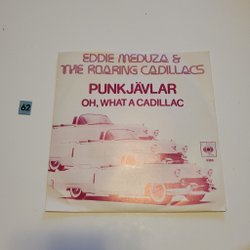 EDDIE MEDUZA &
THE ROARING CADILLACS
PUNKJÄVLAR
OH, WHAT A CADILLAC
62
CBS